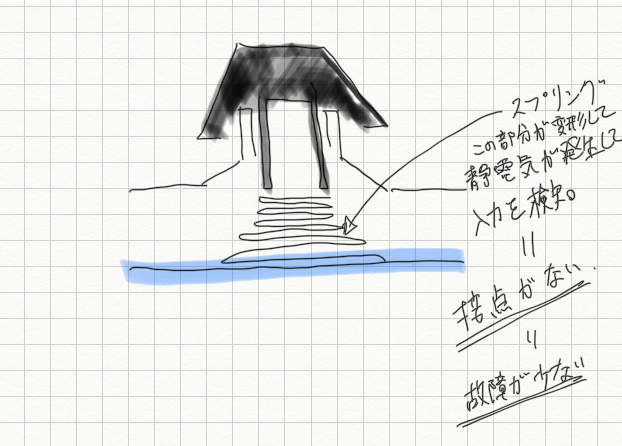 スプリング
この部分が変形して
静電気が発生して
入力を検知。
||
接点がない.
||
故障が少ない